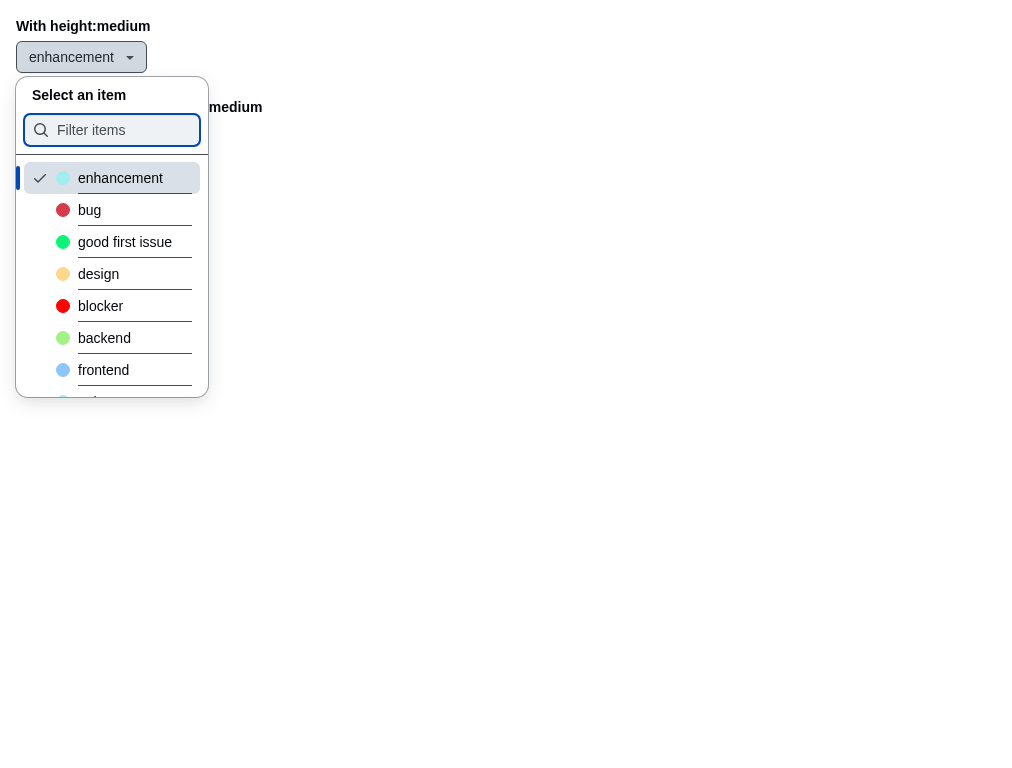 With height:medium
enhancement
Select an item
medium
Filter items
enhancement
bug
good first issue
design
blocker
backend
frontend